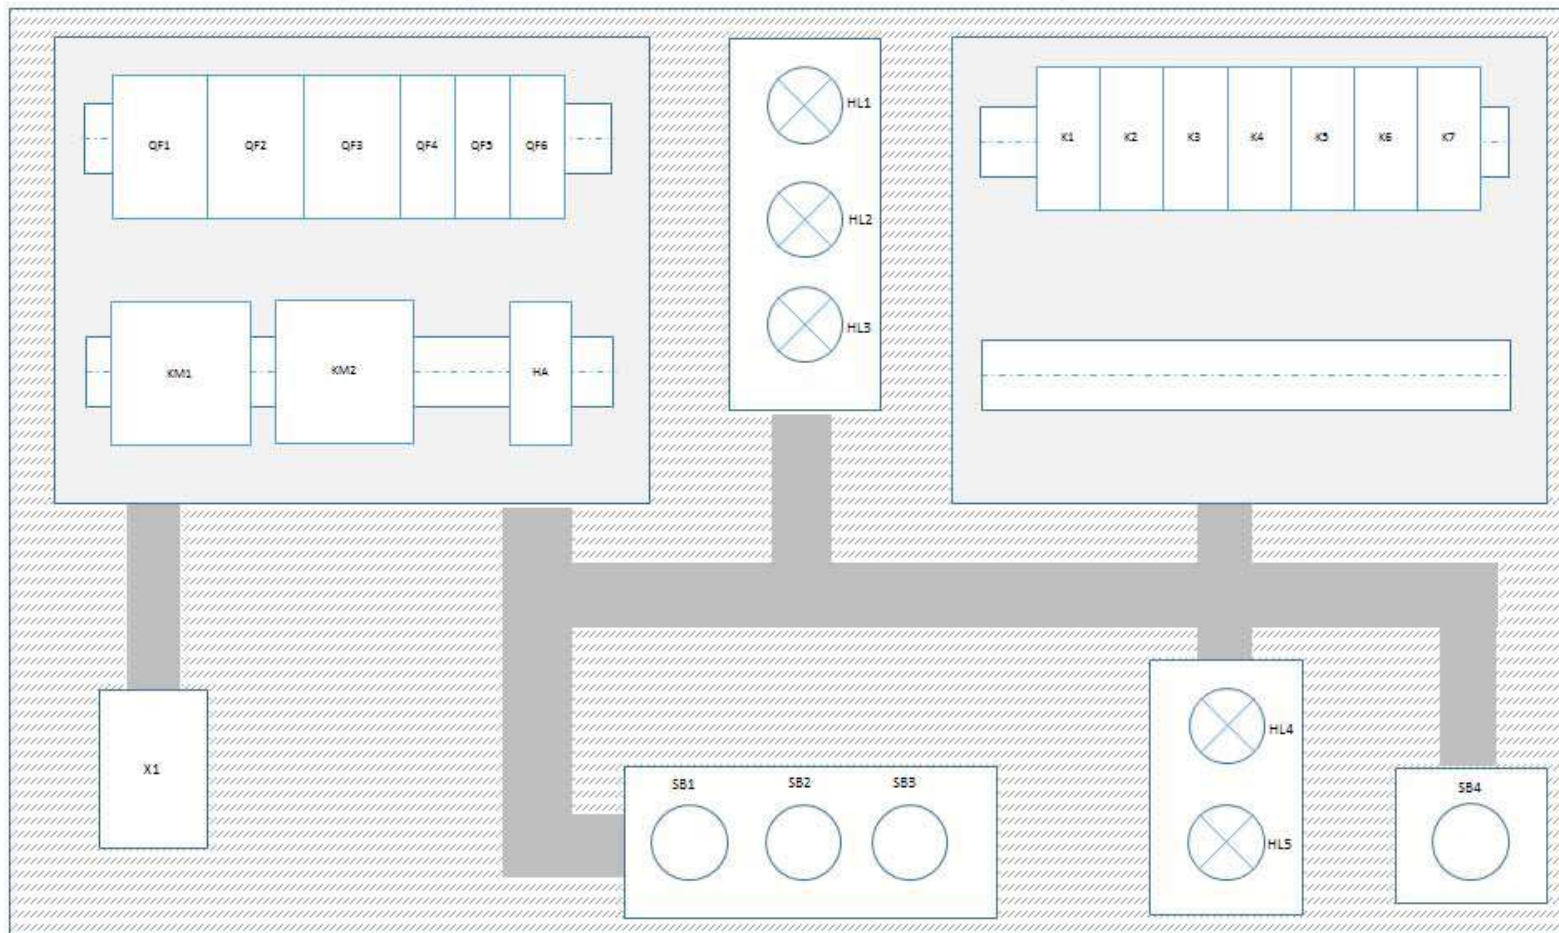 QF1 QF2 QF3 QF4 QF5 QF6
KM1 KM2 HA
HL1
HL2
HL3
K1 K2 K3 K4 K5 K6 K7
X1
SB1 SB2 SB3
HL4
HL5
SB4